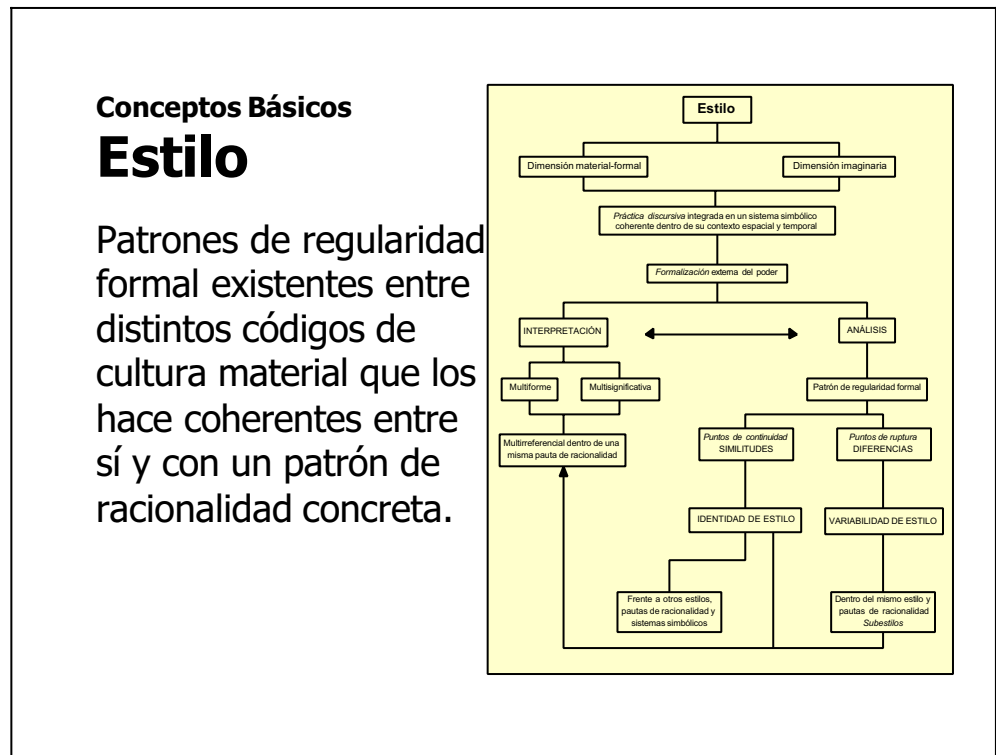 Conceptos Básicos
Estilo
Patrones de regularidad
formal existentes entre
distintos códigos de
cultura material que los
hace coherentes entre
sí y con un patrón de
racionalidad concreta.
Estilo
Dimensión material-formal
Dimensión imaginaria
Práctica discursiva integrada en un sistema simbólico
coherente dentro de su contexto espacial y temporal
Formalización externa del poder
INTERPRETACIÓN
ANÁLISIS
Multiforme
Multisignificativa
Patrón de regularidad formal
Multirreferencial dentro de una
misma pauta de racionalidad
Puntos de continuidad
SIMILITUDES
Puntos de ruptura
DIFERENCIAS
IDENTIDAD DE ESTILO
VARIABILIDAD DE ESTILO
Frente a otros estilos,
pautas de racionalidad y
sistemas simbólicos
Dentro del mismo estilo y
pautas de racionalidad
Subestilos